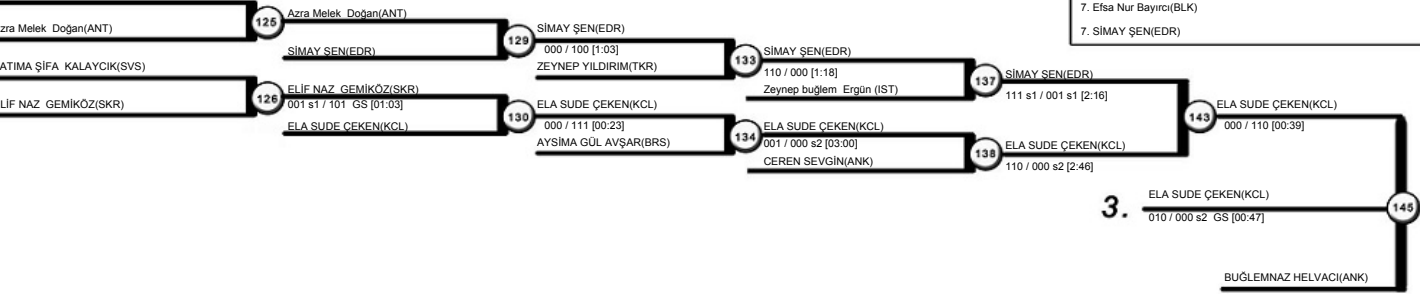 7. Efsa Nur Bayırcı(BLK)
7. SİMAY ŞEN(EDR)
zra Melek Doğan(ANT)
125
Azra Melek Doğan(ANT)
SİMAY ŞEN(EDR)
129
SİMAY ŞEN(EDR)
000 / 100 [1:03]
ZEYNEP YILDIRIM(TKR)
133
SİMAY ŞEN(EDR)
110 / 000 [1:18]
Zeynep buğlem Ergün (IST)
137
SİMAY ŞEN(EDR)
111 s1 / 001 s1 [2:16]
ATIMA ŞİFA KALAYCIK(SVS)
LİF NAZ GEMİKÖZ(SKR)
126
ELİF NAZ GEMİKÖZ(SKR)
001 s1 / 101 GS [01:03]
ELA SUDE ÇEKEN(KCL)
130
ELA SUDE ÇEKEN(KCL)
000 / 111 [00:23]
AYSİMA GÜL AVŞAR(BRS)
134
ELA SUDE ÇEKEN(KCL)
001 / 000 s2 [03:00]
CEREN SEVGİN(ANK)
138
ELA SUDE ÇEKEN(KCL)
110 / 000 s2 [2:46]
143
ELA SUDE ÇEKEN(KCL)
000 / 110 [00:39]
3.
ELA SUDE ÇEKEN(KCL)
010 / 000 s2 GS [00:47]
145
BUĞLEMNAZ HELVACI(ANK)